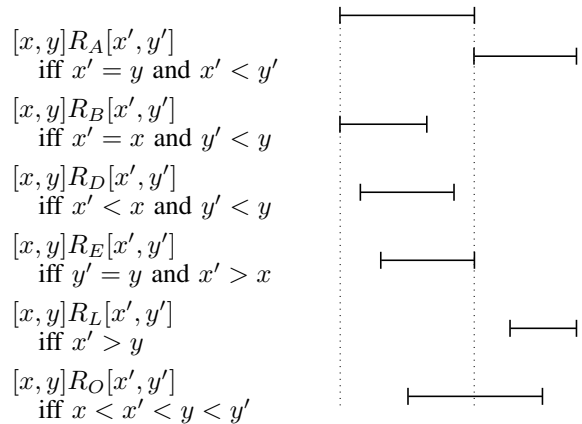 [x, y]R_A[x', y']
iff x' = y and x' < y'
[x, y]R_B[x', y']
iff x' = x and y' < y
[x, y]R_D[x', y']
iff x' < x and y' < y
[x, y]R_E[x', y']
iff y' = y and x' > x
[x, y]R_L[x', y']
iff x' > y
[x, y]R_O[x', y']
iff x < x' < y < y'